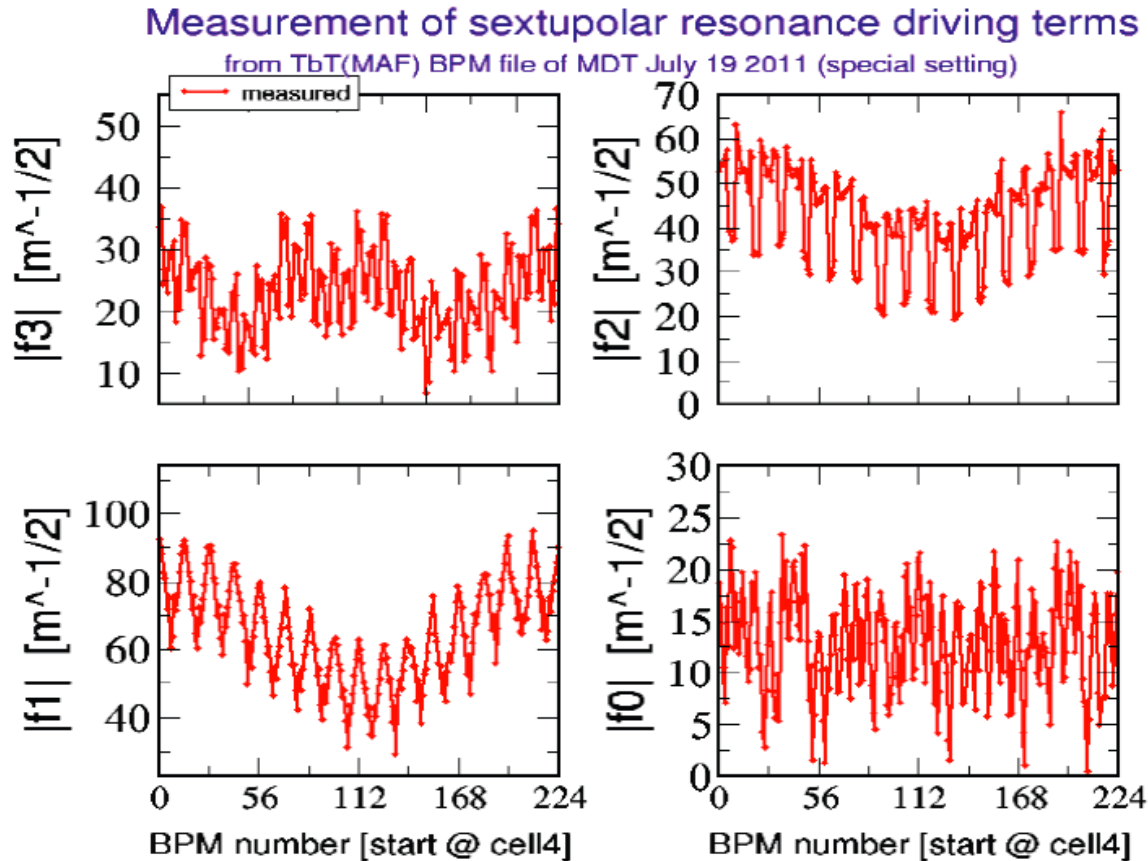 Measurement of sextupolar resonance driving terms
from TbT(MAF) BPM file of MDT July 19 2011 (special setting)
measured
|f3| [m^-1/2]
50
40
30
20
10
|f2| [m^-1/2]
70
60
50
40
30
20
10
0
|f1| [m^-1/2]
100
80
60
40
0 56 112 168 224
BPM number [start @ cell4]
|f0| [m^-1/2]
30
25
20
15
10
5
0
0 56 112 168 224
BPM number [start @ cell4]